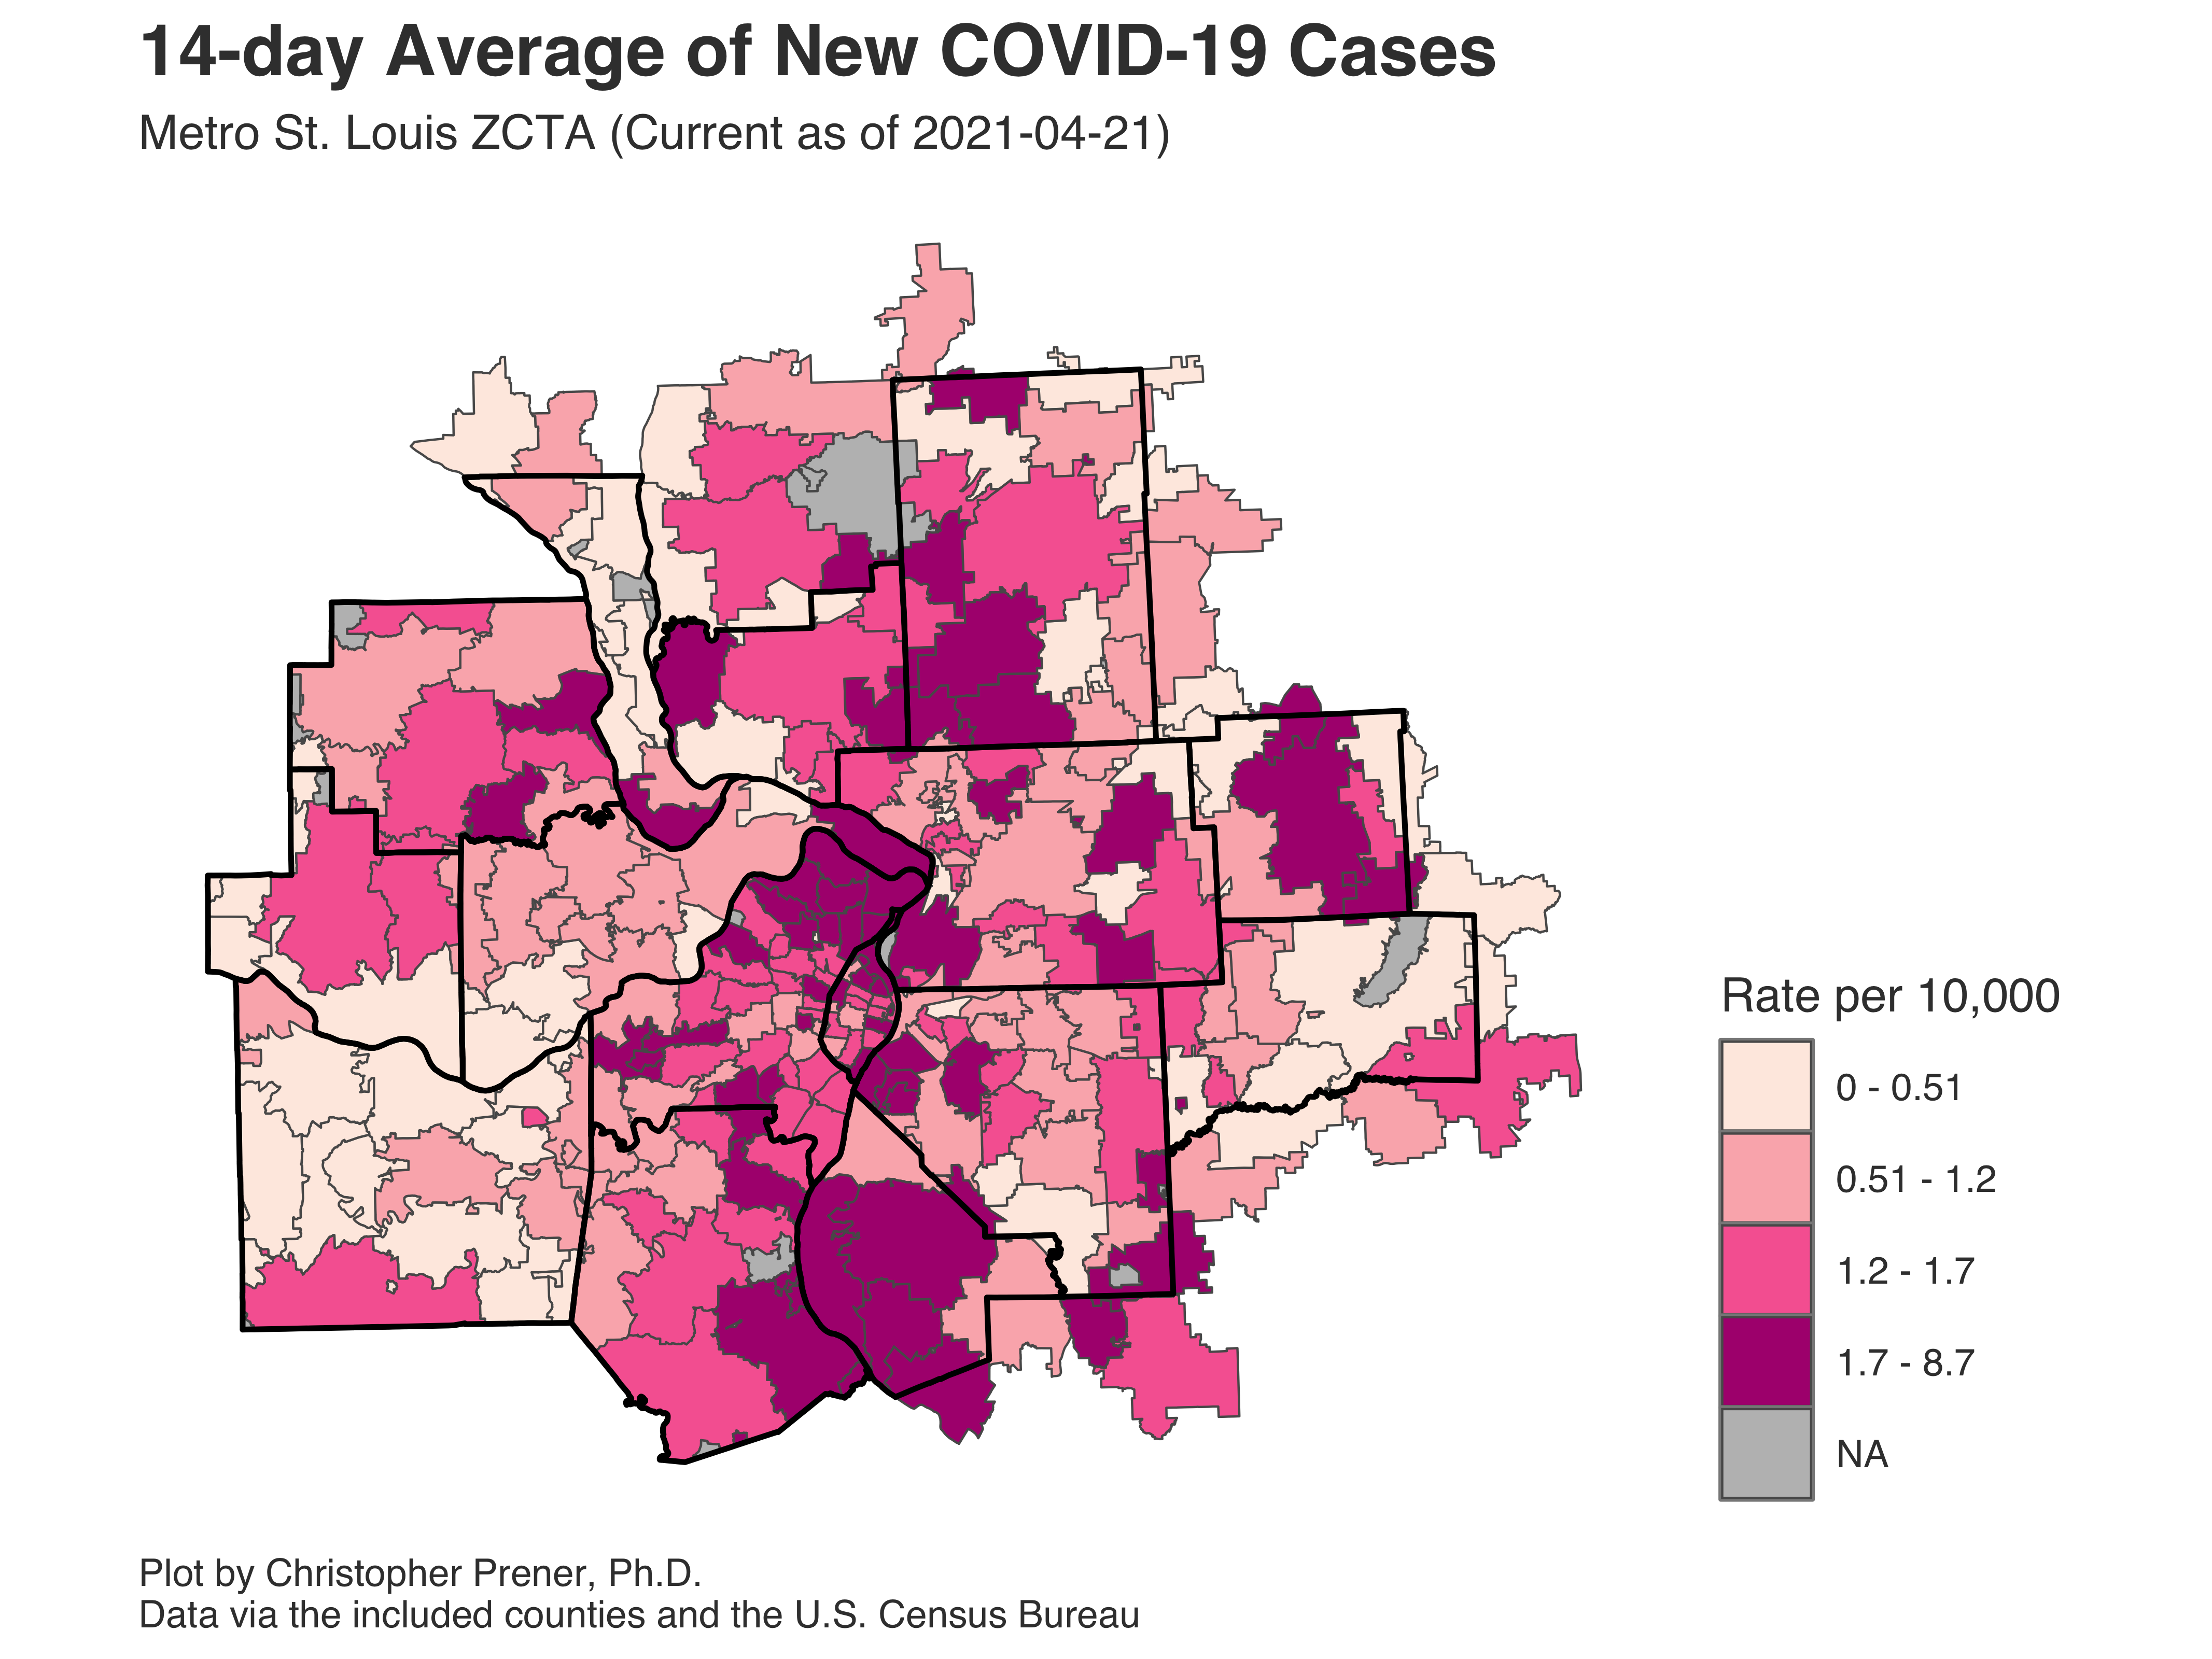 14-day Average of New COVID-19 Cases
Metro St. Louis ZCTA (Current as of 2021-04-21)
Rate per 10,000
0 - 0.51
0.51 - 1.2
1.2 - 1.7
1.7 - 8.7
NA
Plot by Christopher Prener, Ph.D.
Data via the included counties and the U.S. Census Bureau